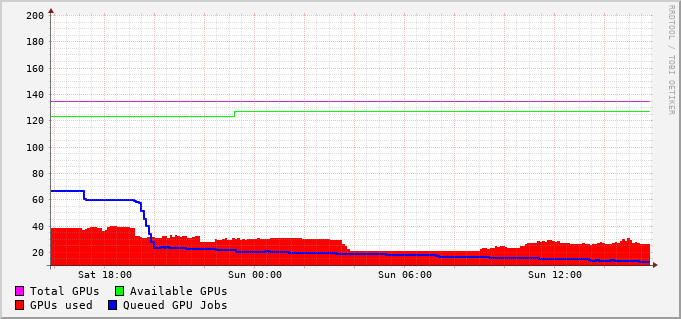 200
180
160
140
120
100
80
60
40
20
Sat 18:00 Sun 00:00 Sun 06:00 Sun 12:00
Total GPUs Available GPUs
GPUs used Queued GPU Jobs
RRDTOOL / TOBI OETIKER